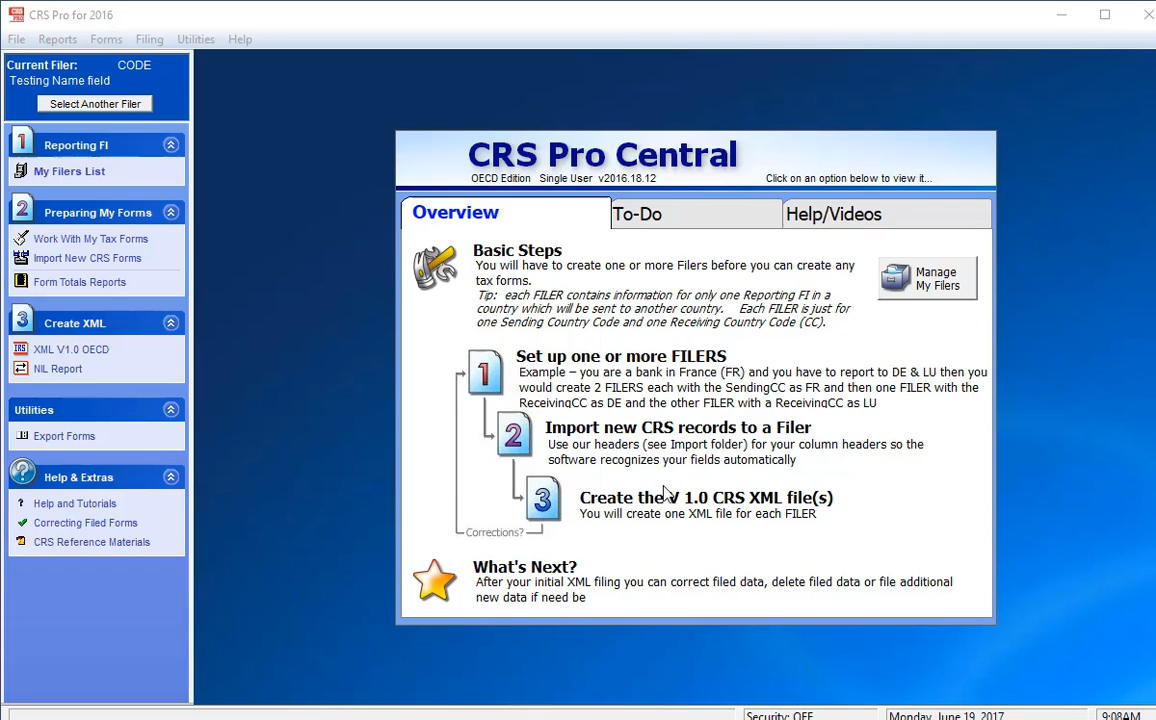 CRS Pro for 2016
File Reports Forms Filing Utilities Help
Current Filer: CODE
Testing Name field
Select Another Filer
1 Reporting FI
My Filers List
2 Preparing My Forms
Work With My Tax Forms
Import New CRS Forms
Form Totals Reports
3 Create XML
IRS XML V1.0 OECD
NIL Report
Utilities
Export Forms
? Help & Extras
? Help and Tutorials
Correcting Filed Forms
CRS Reference Materials
CRS Pro Central
OECD Edition Single User v2016.18.12 Click on an option below to view it...
Overview To-Do Help/Videos
Basic Steps
You will have to create one or more Filers before you can create any
tax forms.
Tip: each FILER contains information for only one Reporting FI in a
country which will be sent to another country. Each FILER is just for
one Sending Country Code and one Receiving Country Code (CC).
Manage
My Filers
1 Set up one or more FILERS
Example – you are a bank in France (FR) and you have to report to DE & LU then you
would create 2 FILERS each with the SendingCC as FR and then one FILER with the
ReceivingCC as DE and the other FILER with a ReceivingCC as LU
2 Import new CRS records to a Filer
Use our headers (see Import folder) for your column headers so the
software recognizes your fields automatically
3 Create the V 1.0 CRS XML file(s)
You will create one XML file for each FILER
Corrections?
What's Next?
After your initial XML filing you can correct filed data, delete filed data or file additional
new data if need be
Security: OFF Monday, June 19, 2017 9:08AM